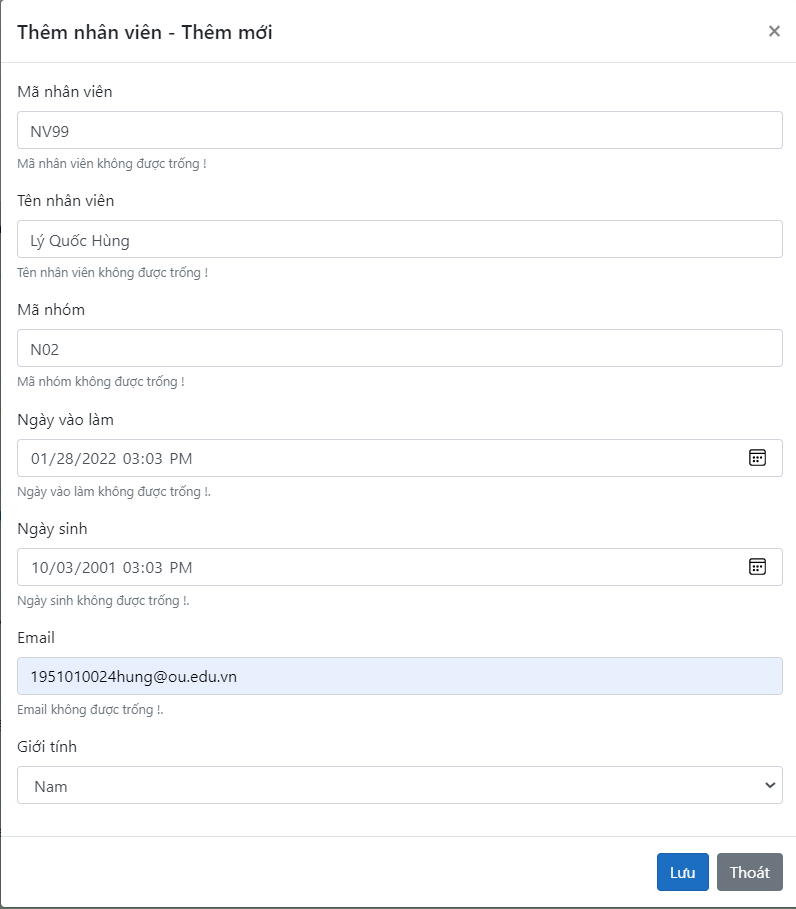 Thêm nhân viên - Thêm mới ×
Mã nhân viên
NV99
Mã nhân viên không được trống !
Tên nhân viên
Lý Quốc Hùng
Tên nhân viên không được trống !
Mã nhóm
N02
Mã nhóm không được trống !
Ngày vào làm
01/28/2022 03:03 PM
Ngày vào làm không được trống !.
Ngày sinh
10/03/2001 03:03 PM
Ngày sinh không được trống !.
Email
1951010024hung@ou.edu.vn
Email không được trống !.
Giới tính
Nam
Lưu Thoát